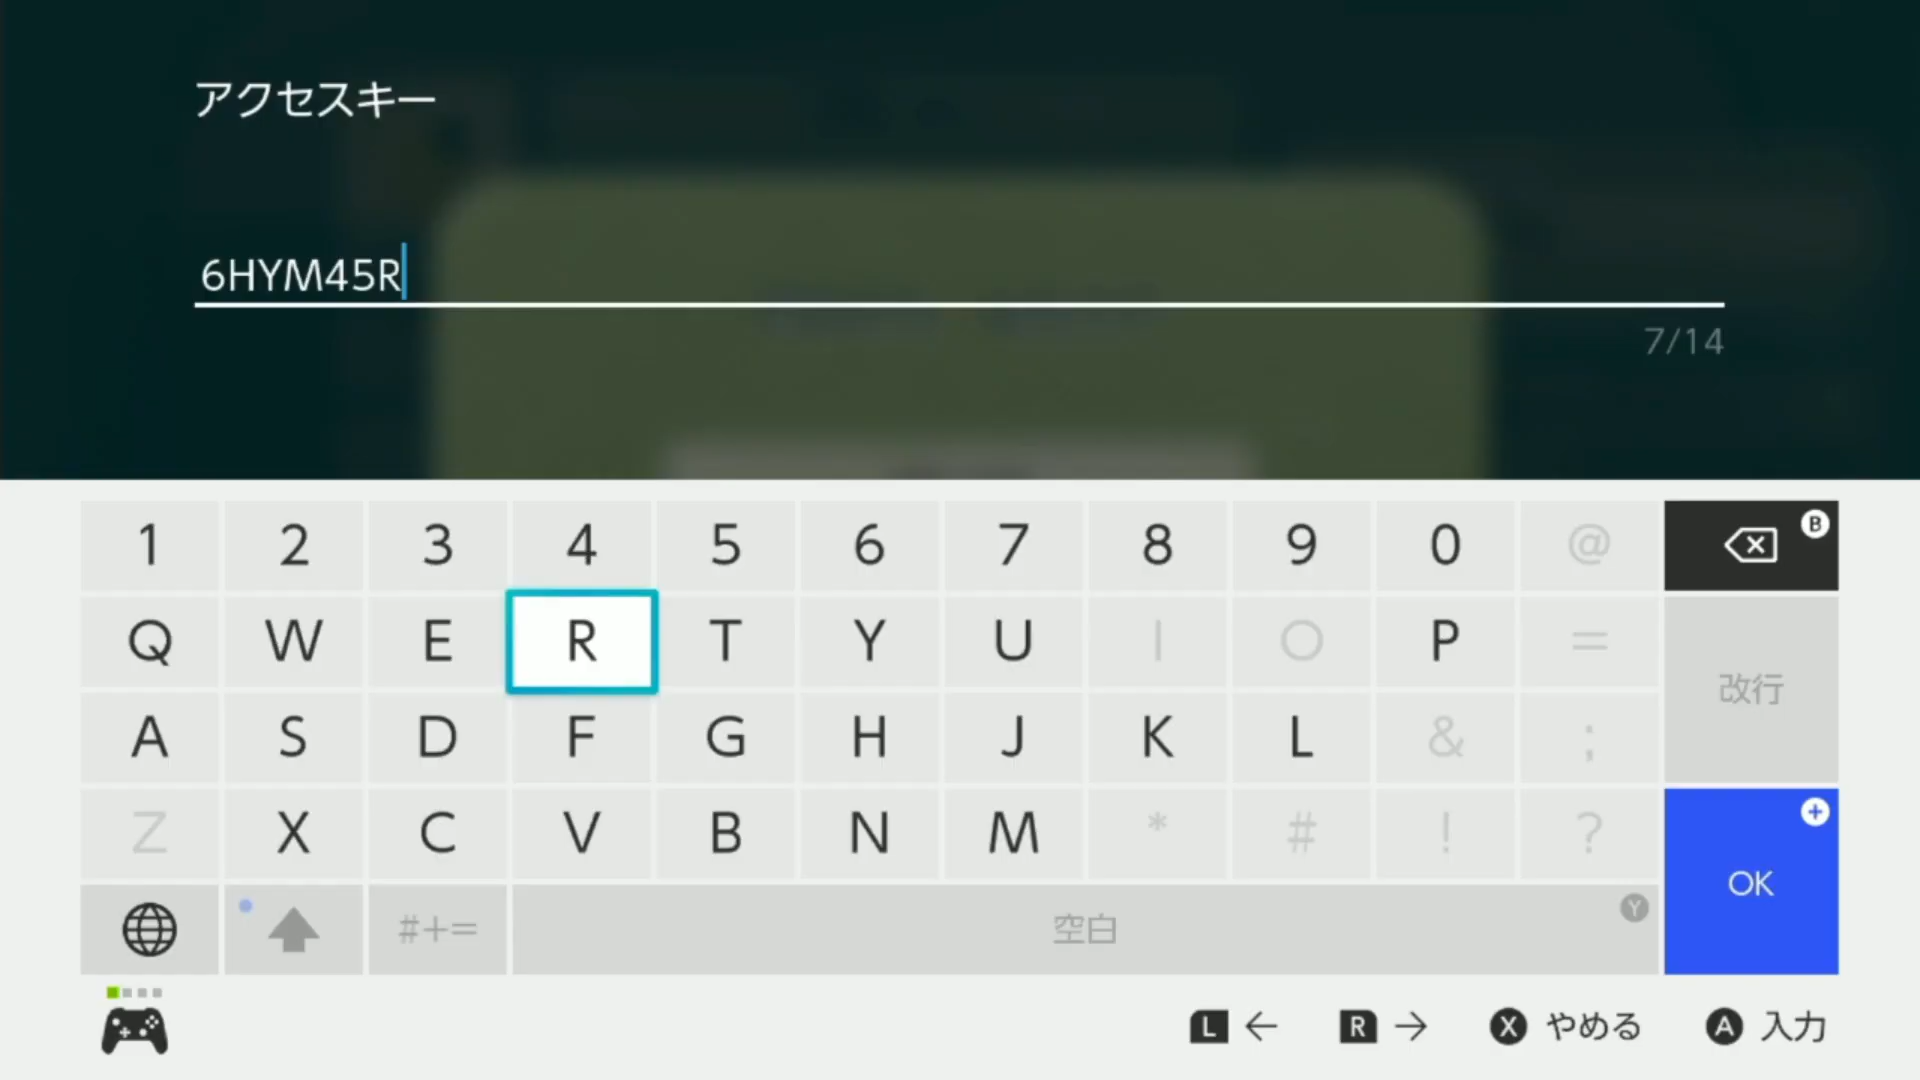 アクセスキー
6HYM45R
7/14
1 2 3 4 5 6 7 8 9 0 @ B
Q W E R T Y U I O P = 改行
A S D F G H J K L & ;
Z X C V B N M * # ! ? + OK
#+= 空白 Y
L ← R → X やめる A 入力